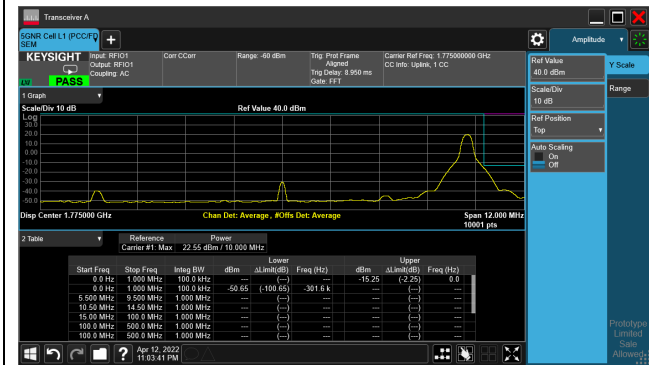 Transceiver A
5GNR Cell L1 (PCC/FD
SEM
Amplitude
KEYSIGHT
Input: RFIO1
Output: RFIO1
Coupling: AC
Corr CCorr
Range: -60 dBm
Trig: Prot Frame
Aligned
Trig Delay: 8.950 ms
Gate: FFT
Carrier Ref Freq: 1.775000000 GHz
CC Info: Uplink, 1 CC
PASS
Ref Value
40.0 dBm
Y Scale
Scale/Div
10 dB
Range
Ref Position
Top
Auto Scaling
On
Off
1 Graph
Scale/Div 10 dB
Ref Value 40.0 dBm
Log
30.0
20.0
10.0
0.00
-10.0
-20.0
-30.0
-40.0
-50.0
Disp Center 1.775000 GHz
Chan Det: Average , #Offs Det: Average
Span 12.000 MHz
10001 pts
2 Table
Reference Power
Carrier #1: Max 22.55 dBm / 10.000 MHz
Lower Upper
Start Freq Stop Freq Integ BW dBm ΔLimit(dB) Freq (Hz) dBm ΔLimit(dB) Freq (Hz)
0.0 Hz 1.000 MHz 100.0 kHz --- (---) --- -15.25 (-2.25) 0.0
0.0 Hz 1.000 MHz 100.0 kHz -50.65 (-100.65) -301.6 k --- (---) ---
5.500 MHz 9.500 MHz 1.000 MHz --- (---) --- --- (---) ---
10.50 MHz 14.50 MHz 1.000 MHz --- (---) --- --- (---) ---
15.00 MHz 100.0 MHz 1.000 MHz --- (---) --- --- (---) ---
100.0 MHz 500.0 MHz 1.000 MHz --- (---) --- --- (---) ---
100.0 MHz 500.0 MHz 1.000 MHz --- (---) --- --- (---) ---
Prototype
Limited
Sale
Allowed
?
Apr 12, 2022
11:03:41 PM